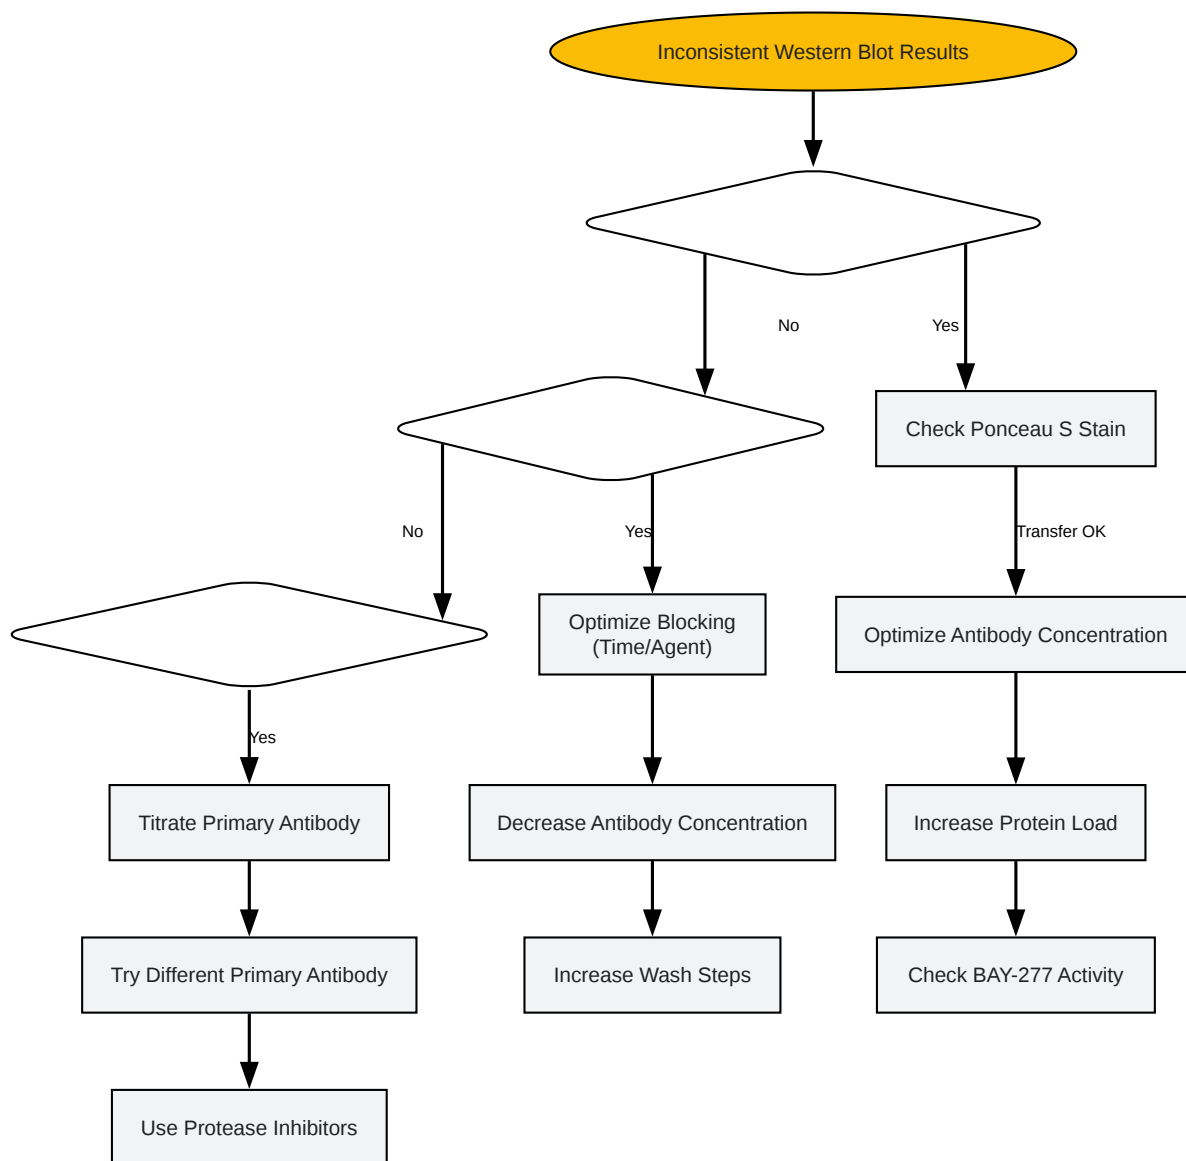 Inconsistent Western Blot Results
No
Yes
Check Ponceau S Stain
No
Yes
Transfer OK
Optimize Blocking
(Time/Agent)
Optimize Antibody Concentration
Yes
Titrate Primary Antibody
Decrease Antibody Concentration
Increase Protein Load
Try Different Primary Antibody
Increase Wash Steps
Check BAY-277 Activity
Use Protease Inhibitors